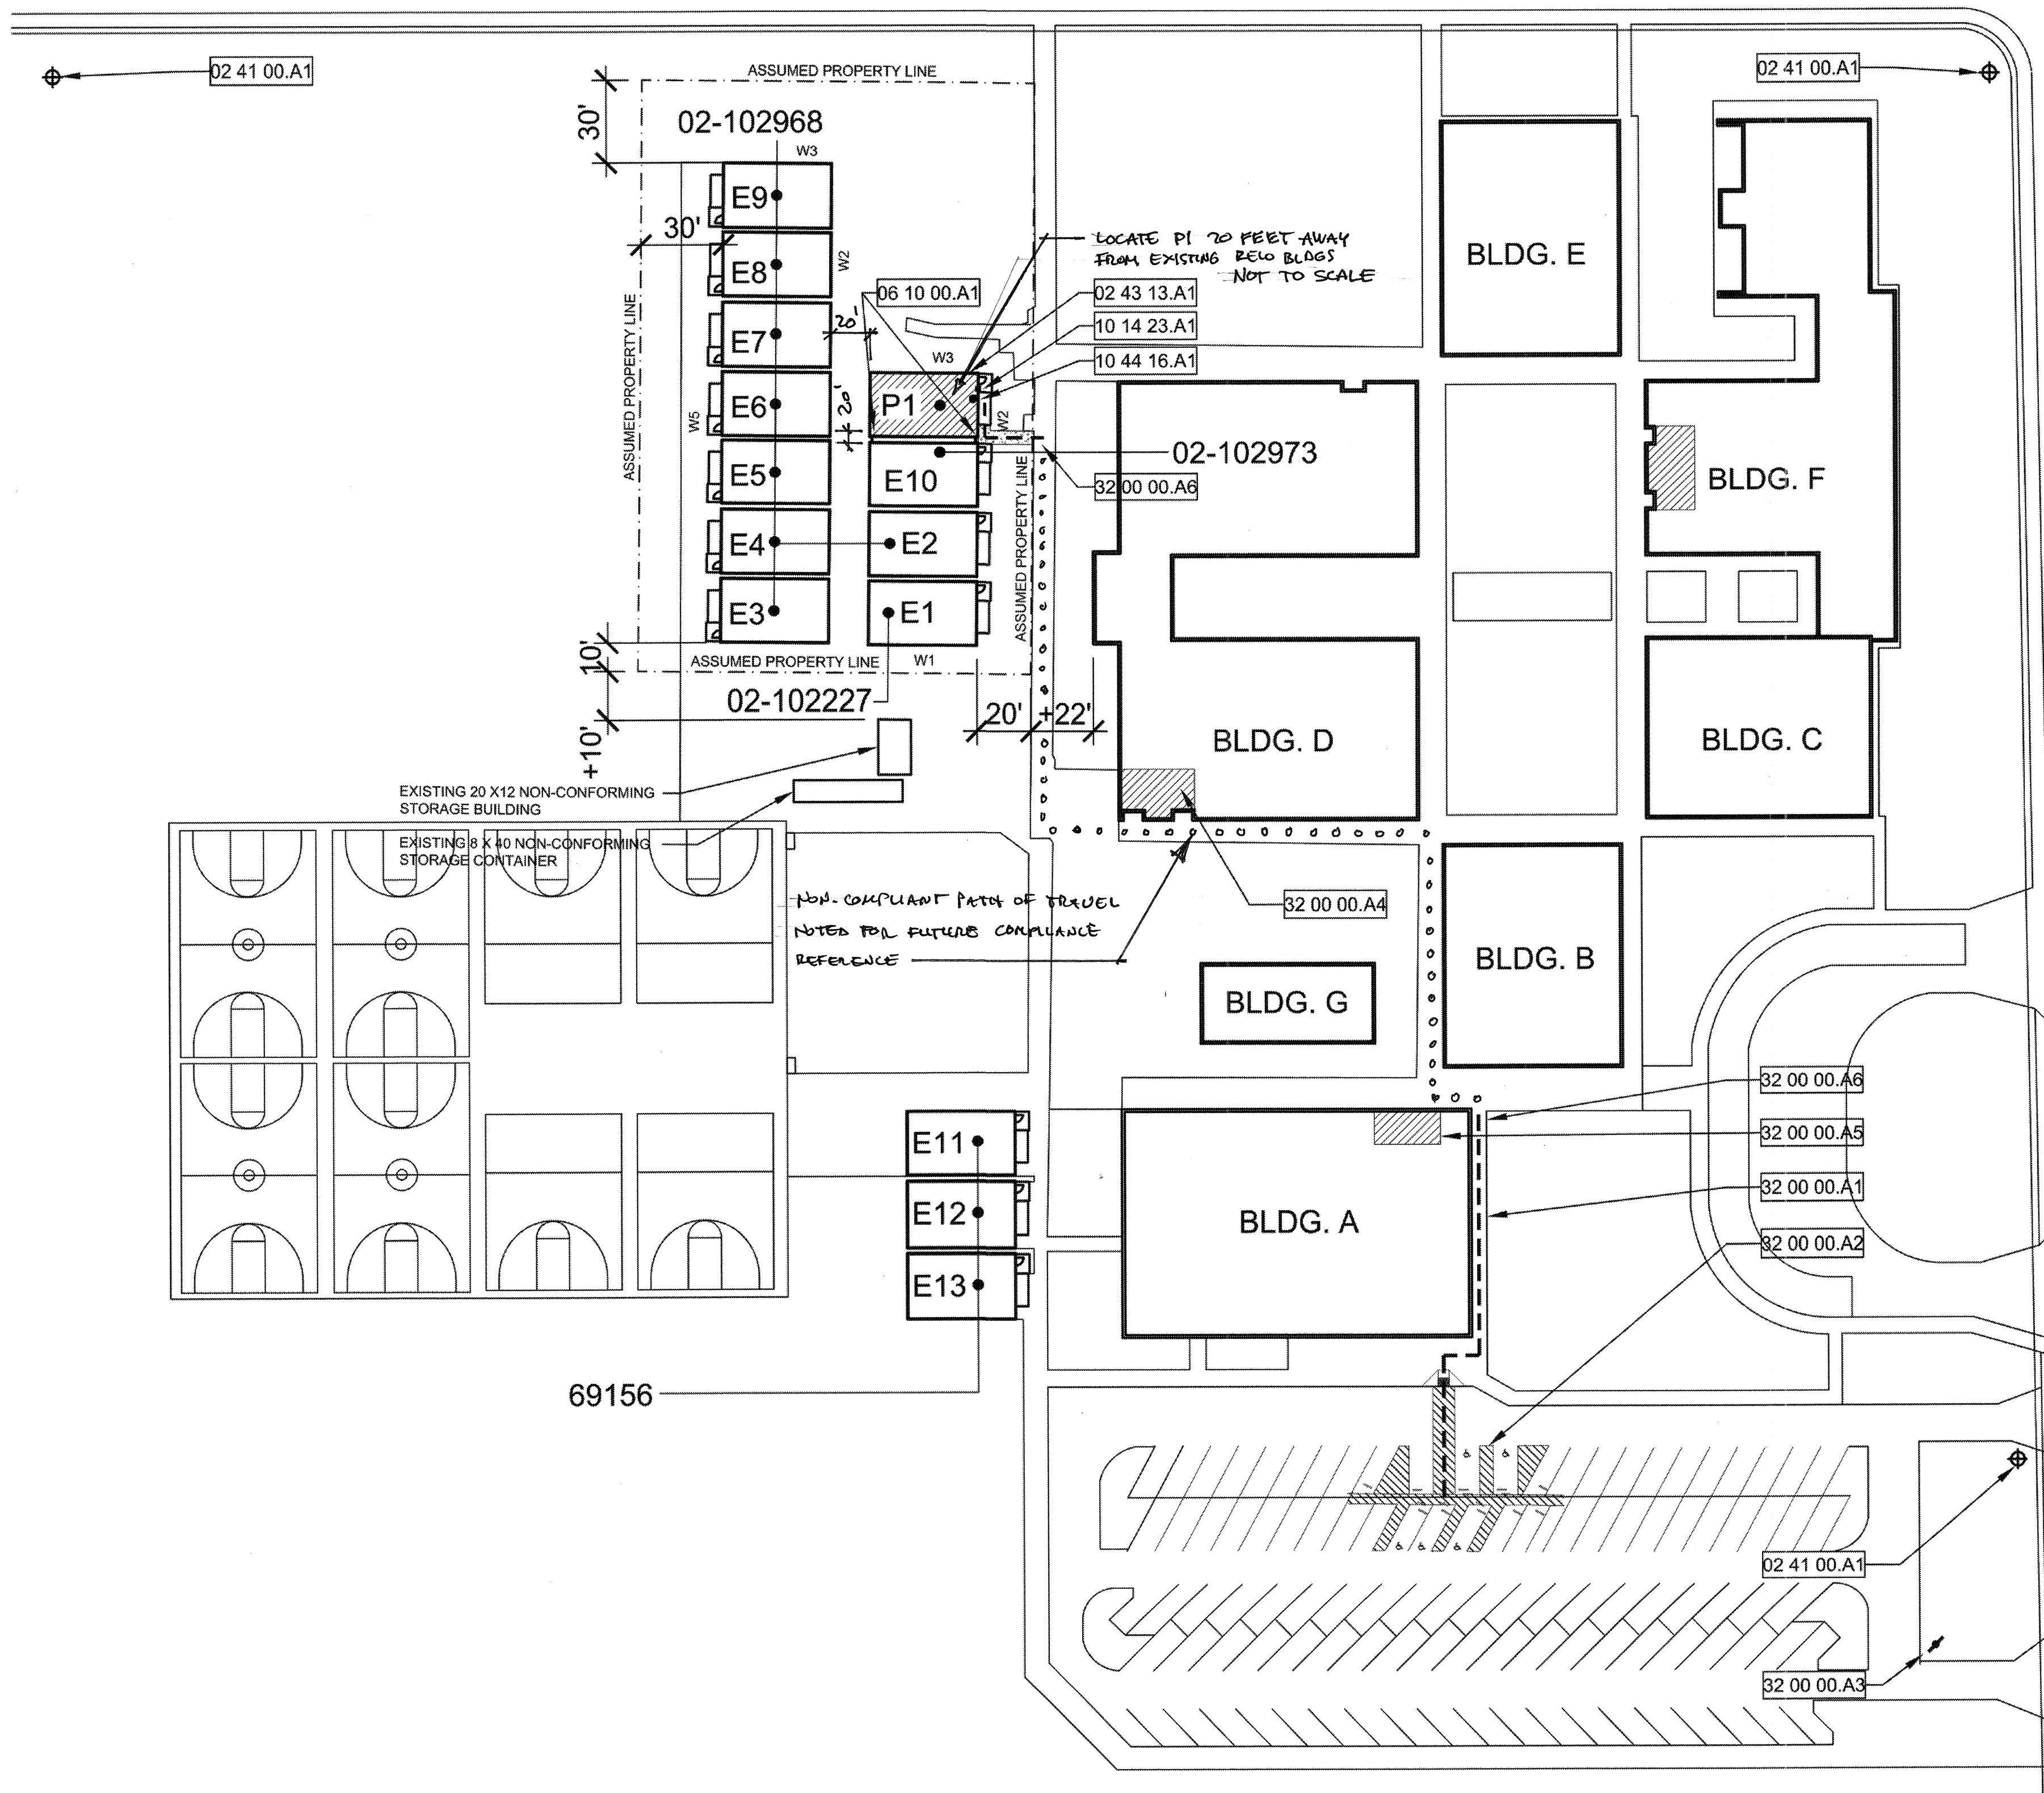 02 41 00.A1
ASSUMED PROPERTY LINE
02 41 00.A1
30'
02-102968
W3
E9
30'
E8
W2
LOCATE P1 20 FEET AWAY
FROM EXISTING RELO BLDGS
NOT TO SCALE
BLDG. E
06 10 00.A1
02 43 13.A1
10 14 23.A1
10 44 16.A1
ASSUMED PROPERTY LINE
E7
20'
W3
E6
W5
20'
P1
W2
02-102973
E5
E10
32 00 00.A6
BLDG. F
E4
E2
ASSUMED PROPERTY LINE
E3
E1
10'
ASSUMED PROPERTY LINE
W1
02-102227
20'
+22'
+10'
BLDG. D
BLDG. C
EXISTING 20 X12 NON-CONFORMING
STORAGE BUILDING
EXISTING 8 X 40 NON-CONFORMING
STORAGE CONTAINER
NON-COMPLIANT PATH OF TRAVEL
NOTED FOR FUTURE COMPLIANCE
REFERENCE
32 00 00.A4
BLDG. B
BLDG. G
32 00 00.A6
32 00 00.A5
32 00 00.A1
32 00 00.A2
E11
E12
E13
BLDG. A
69156
02 41 00.A1
32 00 00.A3